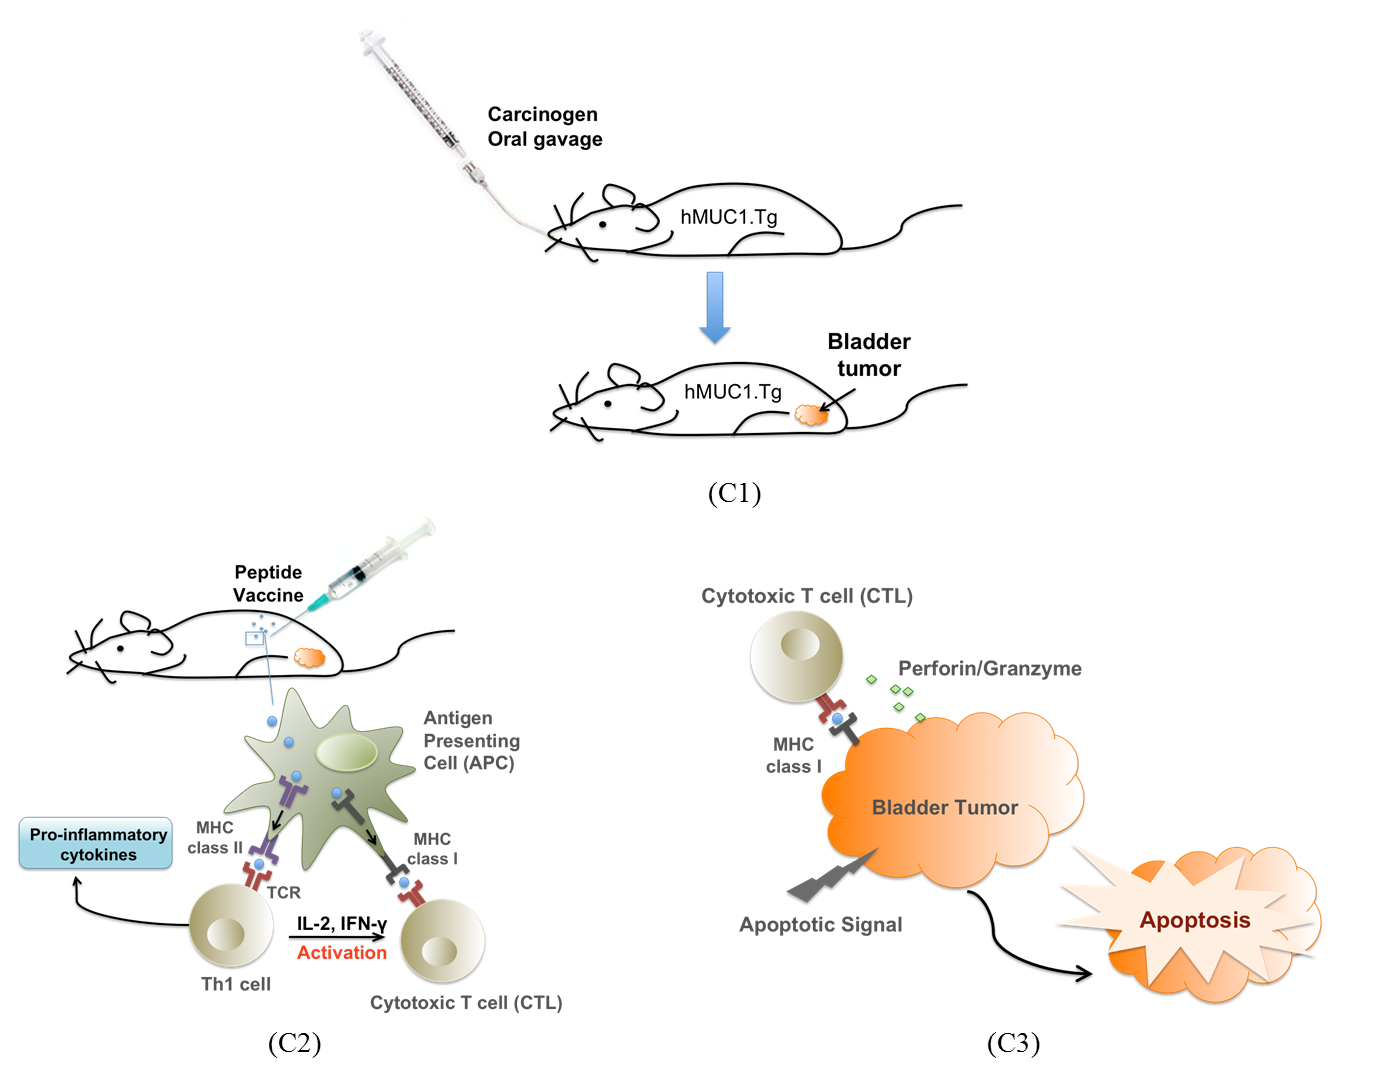 Carcinogen
Oral gavage
hMUC1.Tg
Bladder
tumor
hMUC1.Tg
(C1)
Peptide
Vaccine
Antigen
Presenting
Cell (APC)
MHC
class II
MHC
class I
Pro-inflammatory
cytokines
TCR
IL-2, IFN-γ
Activation
Th1 cell
Cytotoxic T cell (CTL)
(C2)
Cytotoxic T cell (CTL)
Perforin/Granzyme
MHC
class I
Bladder Tumor
Apoptotic Signal
Apoptosis
(C3)